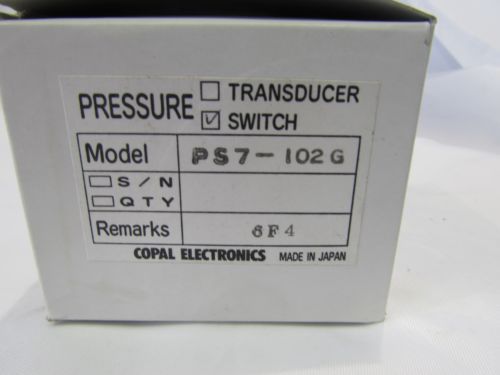 PRESSURE
☐ TRANSDUCER
☑ SWITCH
Model PS7-102G
☐ S/N
☐ QTY
Remarks 6F4
COPAL ELECTRONICS MADE IN JAPAN